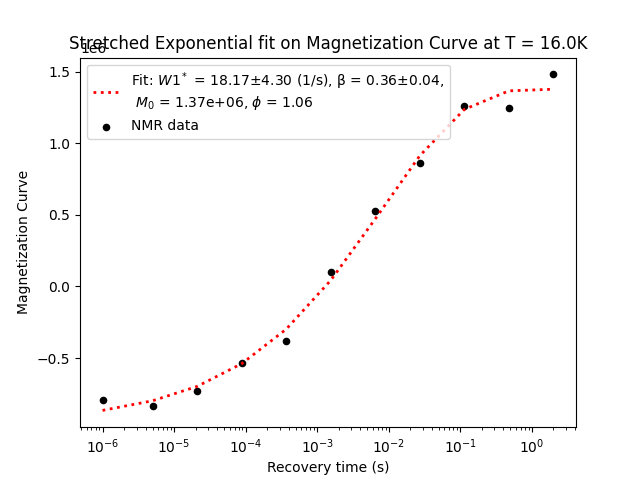 Stretched Exponential fit on Magnetization Curve at T = 16.0K
1e6
Fit: W1* = 18.17±4.30 (1/s), β = 0.36±0.04,
M₀ = 1.37e+06, ϕ = 1.06
NMR data
1.5
1.0
0.5
0.0
−0.5
Magnetization Curve
10⁻⁶ 10⁻⁵ 10⁻⁴ 10⁻³ 10⁻² 10⁻¹ 10⁰
Recovery time (s)